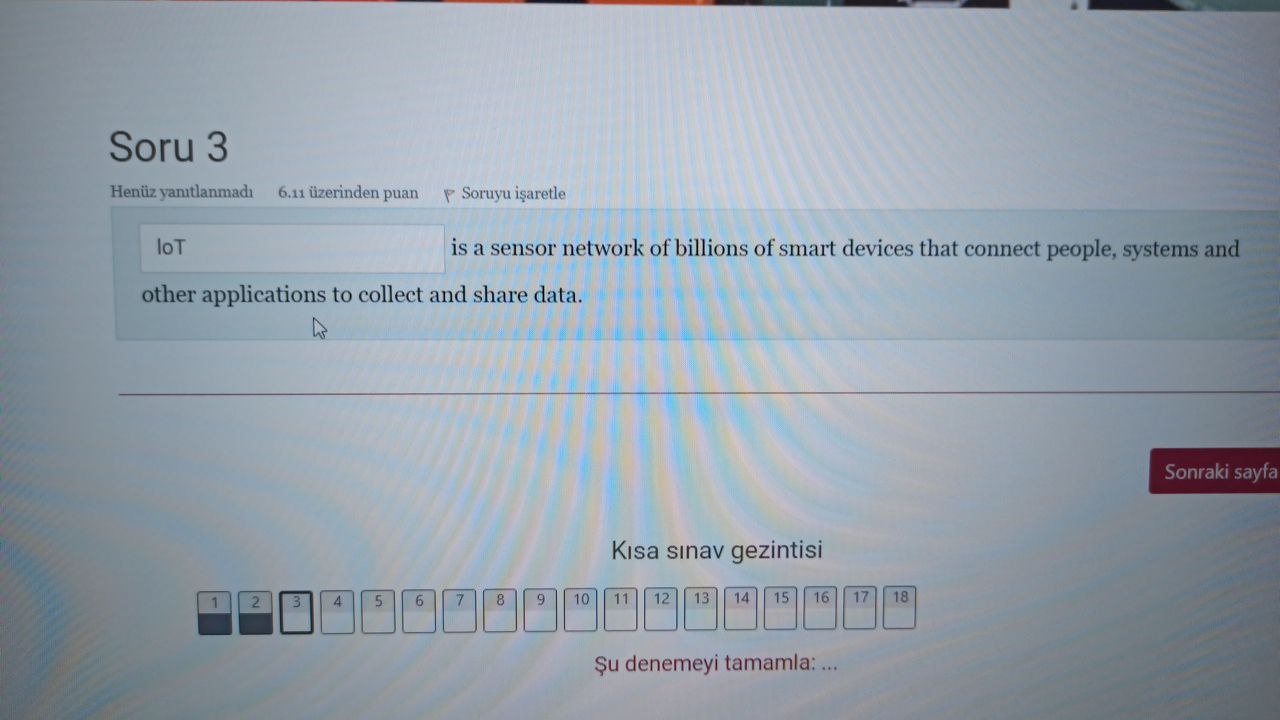 Soru 3
Henüz yanıtlanmadı 6.11 üzerinden puan Soruyu işaretle
IoT is a sensor network of billions of smart devices that connect people, systems and
other applications to collect and share data.
Sonraki sayfa
Kısa sınav gezintisi
1 2 3 4 5 6 7 8 9 10 11 12 13 14 15 16 17 18
Şu denemeyi tamamla: ...